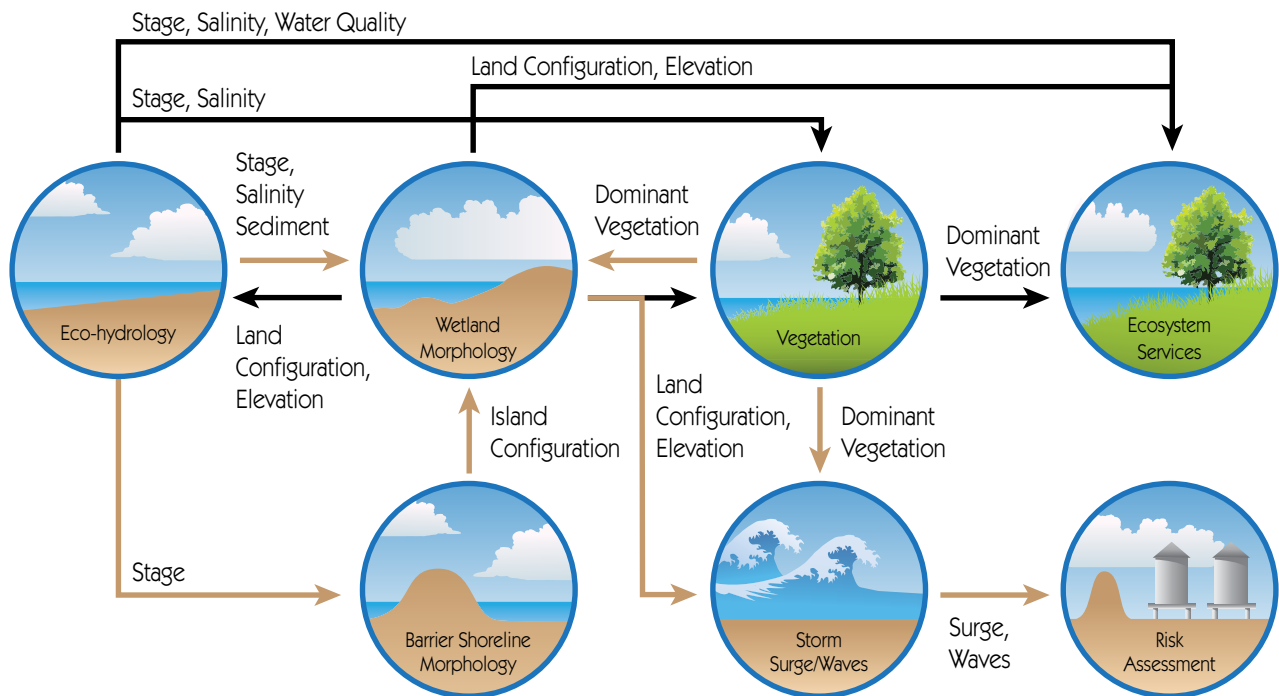 Stage, Salinity, Water Quality
Land Configuration, Elevation
Stage, Salinity
Stage,
Salinity
Sediment
Dominant
Vegetation
Dominant
Vegetation
Eco-hydrology
Wetland
Morphology
Vegetation
Ecosystem
Services
Land
Configuration,
Elevation
Island
Configuration
Land
Configuration,
Elevation
Dominant
Vegetation
Stage
Barrier Shoreline
Morphology
Storm
Surge/Waves
Surge,
Waves
Risk
Assessment